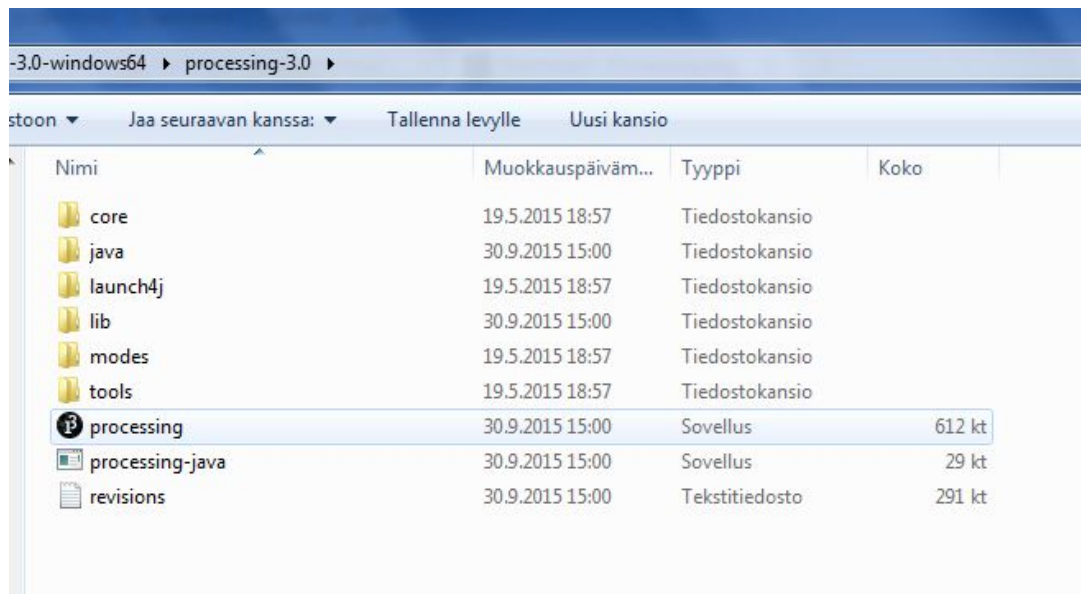 -3.0-windows64 ▸ processing-3.0 ▸
stoon ▾ Jaa seuraavan kanssa: ▾ Tallenna levylle Uusi kansio
Nimi Muokkauspäiväm... Tyyppi Koko
core 19.5.2015 18:57 Tiedostokansio
java 30.9.2015 15:00 Tiedostokansio
launch4j 19.5.2015 18:57 Tiedostokansio
lib 30.9.2015 15:00 Tiedostokansio
modes 19.5.2015 18:57 Tiedostokansio
tools 19.5.2015 18:57 Tiedostokansio
processing 30.9.2015 15:00 Sovellus 612 kt
processing-java 30.9.2015 15:00 Sovellus 29 kt
revisions 30.9.2015 15:00 Tekstitiedosto 291 kt